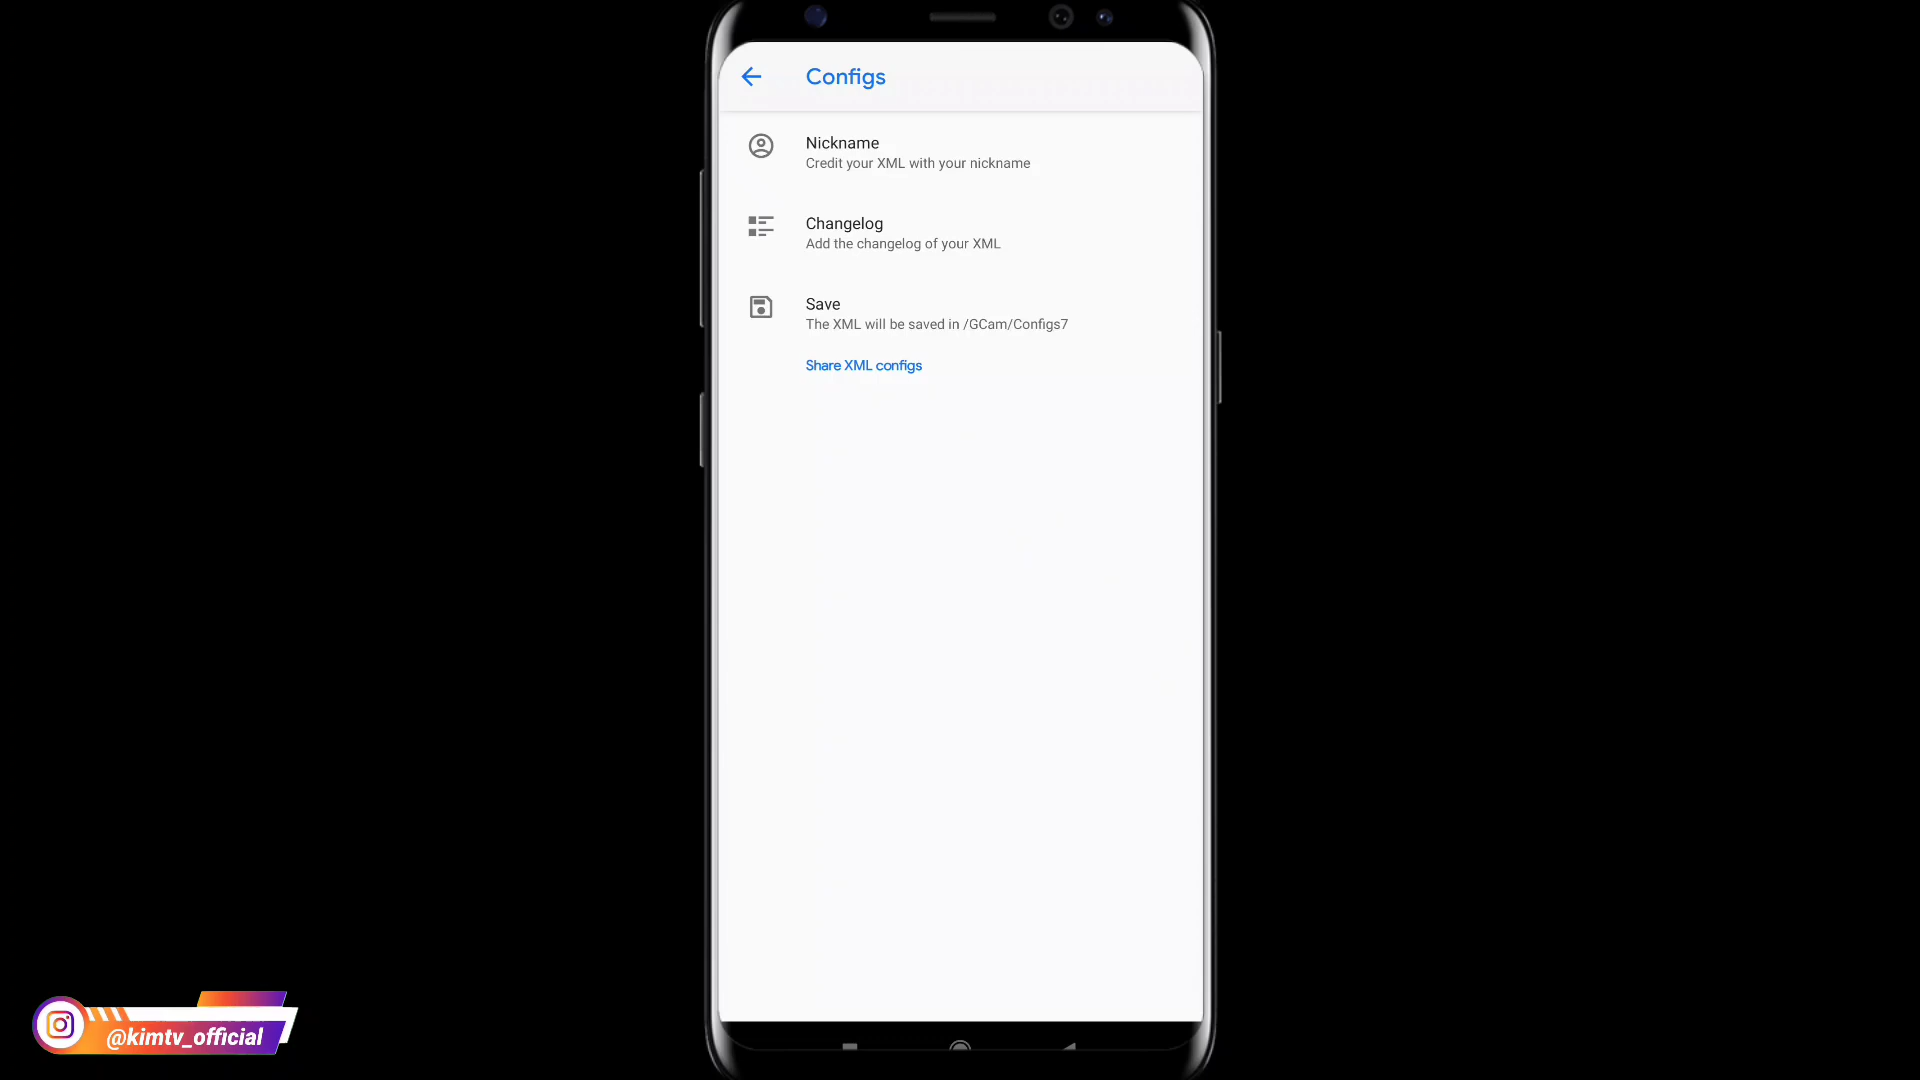 Configs
Nickname
Credit your XML with your nickname
Changelog
Add the changelog of your XML
Save
The XML will be saved in /GCam/Configs7
Share XML configs
@kimtv_official